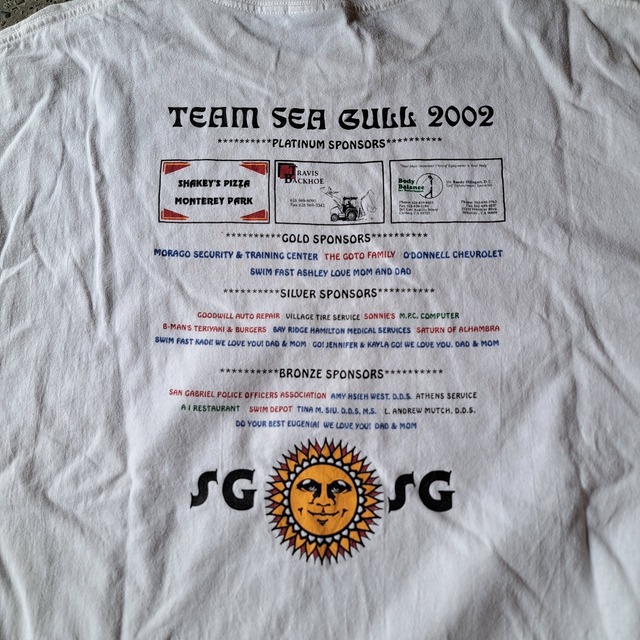 TEAM SEA GULL 2002
**********PLATINUM SPONSORS**********
SHAKEY'S PIZZA
MONTEREY PARK
TRAVIS
BACKHOE
Body
Balance
**********GOLD SPONSORS**********
MORAGO SECURITY & TRAINING CENTER THE GOTO FAMILY O'DONNELL CHEVROLET
SWIM FAST ASHLEY LOVE MOM AND DAD
**********SILVER SPONSORS**********
GOODWILL AUTO REPAIR VILLAGE TIRE SERVICE SONNIES M.P.C. COMPUTER
B-MAN'S TERIYAKI & BURGERS BAY RIDGE HAMILTON MEDICAL SERVICES SATURN OF ALHAMBRA
SWIM FAST KADI! WE LOVE YOU! DAD & MOM GO! JENNIFER & KAYLA GO! WE LOVE YOU. DAD & MOM
**********BRONZE SPONSORS**********
SAN GABRIEL POLICE OFFICERS ASSOCIATION AMY HSIEH WEST, D.D.S. ATHENS SERVICE
A 1 RESTAURANT SWIM DEPOT TINA M. SIU, D.D.S, M.S. L. ANDREW MUTCH, D.D.S.
DO YOUR BEST EUGENIA! WE LOVE YOU! DAD & MOM
SG SG